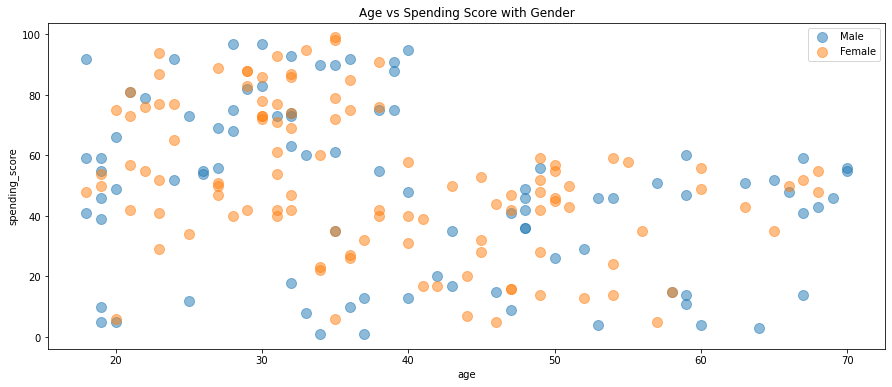 Age vs Spending Score with Gender
Male
Female
100
80
60
40
20
0
spending_score
20 30 40 50 60 70
age